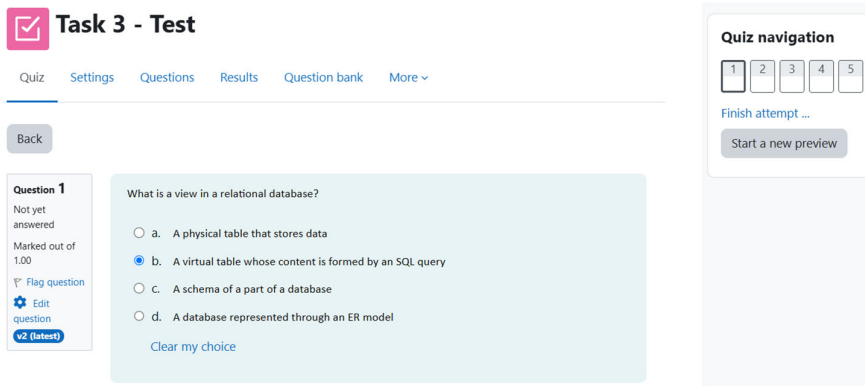 Task 3 - Test
Quiz Settings Questions Results Question bank More
Back
Question 1
Not yet
answered
Marked out of
1.00
Flag question
Edit
question
v2 (latest)
What is a view in a relational database?
a. A physical table that stores data
b. A virtual table whose content is formed by an SQL query
c. A schema of a part of a database
d. A database represented through an ER model
Clear my choice
Quiz navigation
1 2 3 4 5
Finish attempt ...
Start a new preview